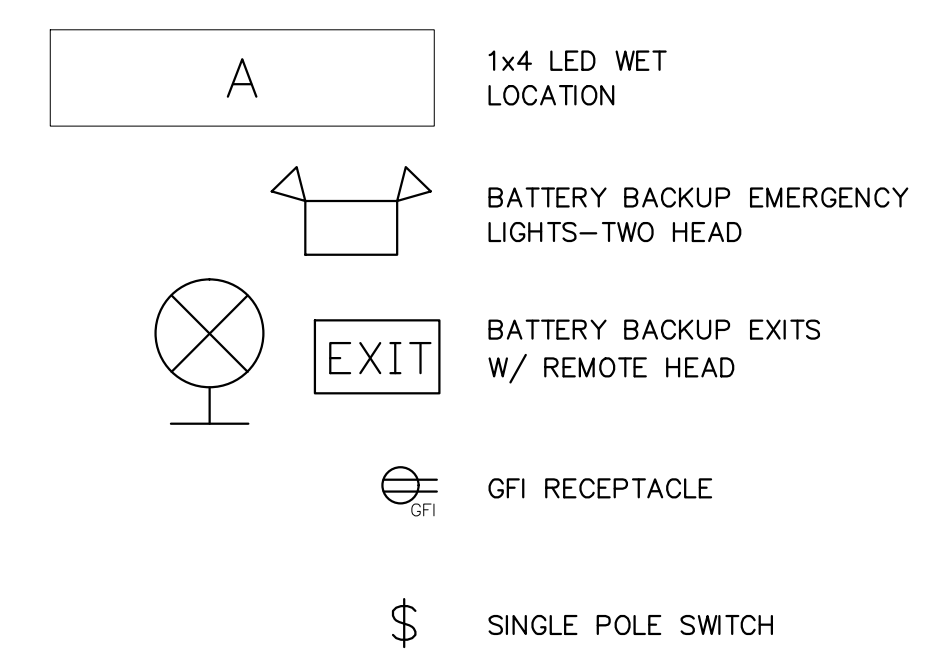 A
1x4 LED WET
LOCATION
BATTERY BACKUP EMERGENCY
LIGHTS-TWO HEAD
EXIT
BATTERY BACKUP EXITS
W/ REMOTE HEAD
GFI
GFI RECEPTACLE
$
SINGLE POLE SWITCH